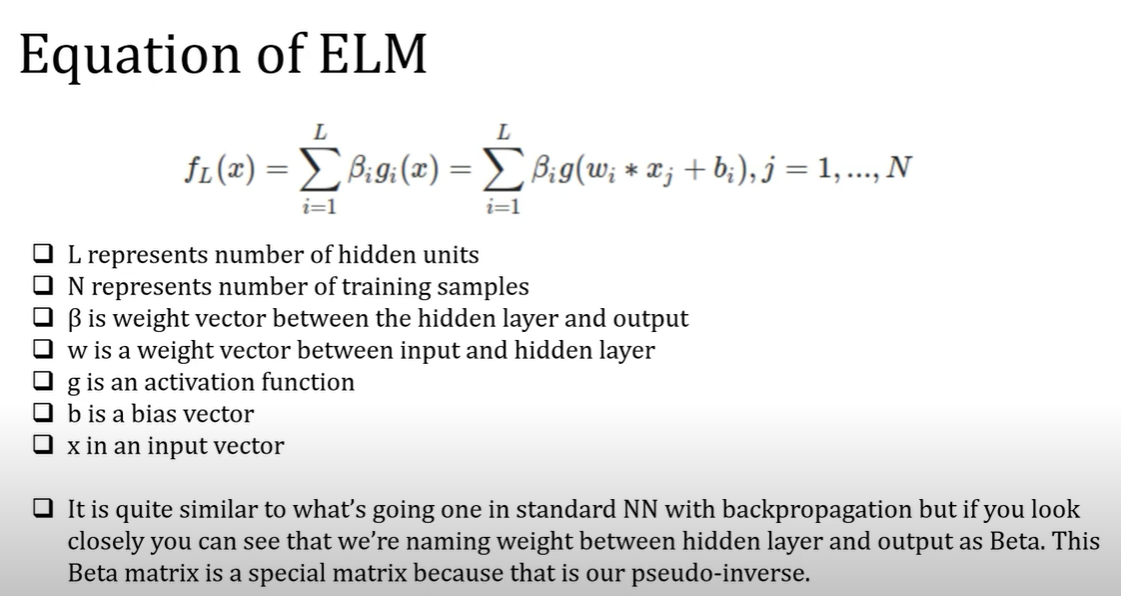 Equation of ELM
f_L(x) = ∑_{i=1}^{L} β_i g_i(x) = ∑_{i=1}^{L} β_i g(w_i * x_j + b_i), j = 1, ..., N
❑ L represents number of hidden units
❑ N represents number of training samples
❑ β is weight vector between the hidden layer and output
❑ w is a weight vector between input and hidden layer
❑ g is an activation function
❑ b is a bias vector
❑ x in an input vector
❑ It is quite similar to what's going one in standard NN with backpropagation but if you look
closely you can see that we're naming weight between hidden layer and output as Beta. This
Beta matrix is a special matrix because that is our pseudo-inverse.